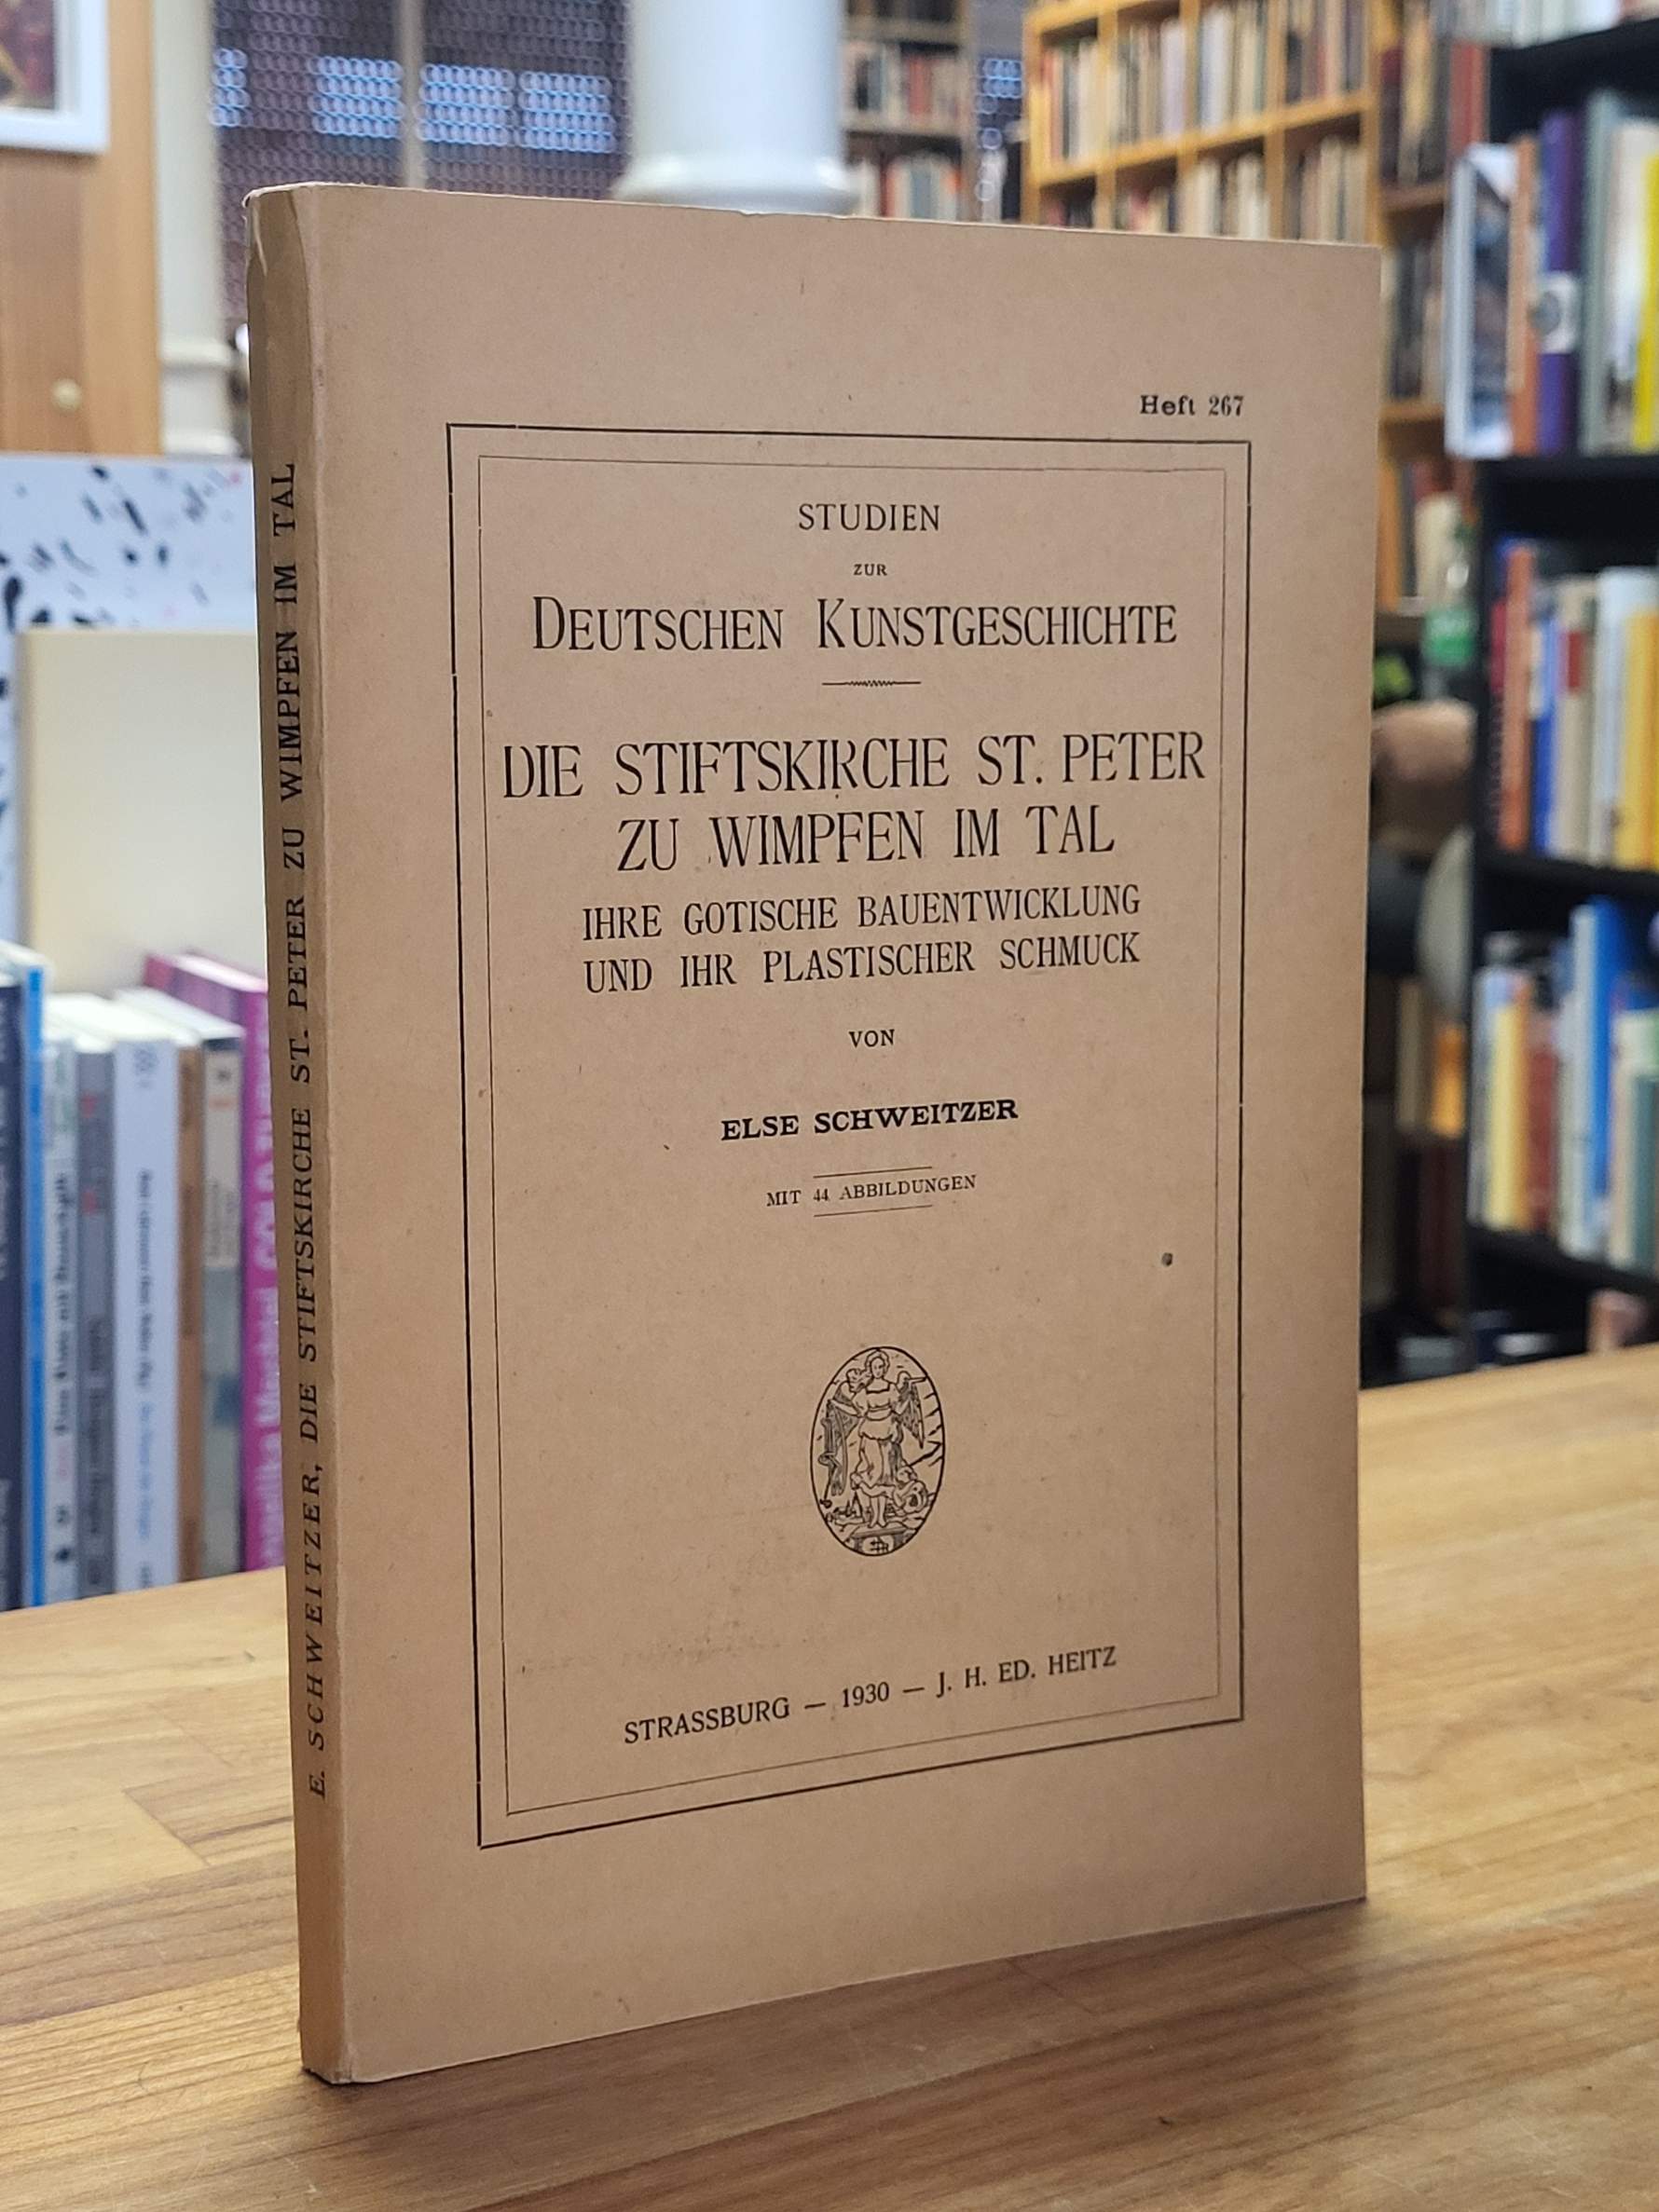 Heft 267
STUDIEN
ZUR
DEUTSCHEN KUNSTGESCHICHTE
DIE STIFTSKIRCHE ST. PETER
ZU WIMPFEN IM TAL
IHRE GOTISCHE BAUENTWICKLUNG
UND IHR PLASTISCHER SCHMUCK
VON
ELSE SCHWEITZER
MIT 44 ABBILDUNGEN
STRASSBURG — 1930 — J. H. ED. HEITZ
E. SCHWEITZER, DIE STIFTSKIRCHE ST. PETER ZU WIMPFEN IM TAL